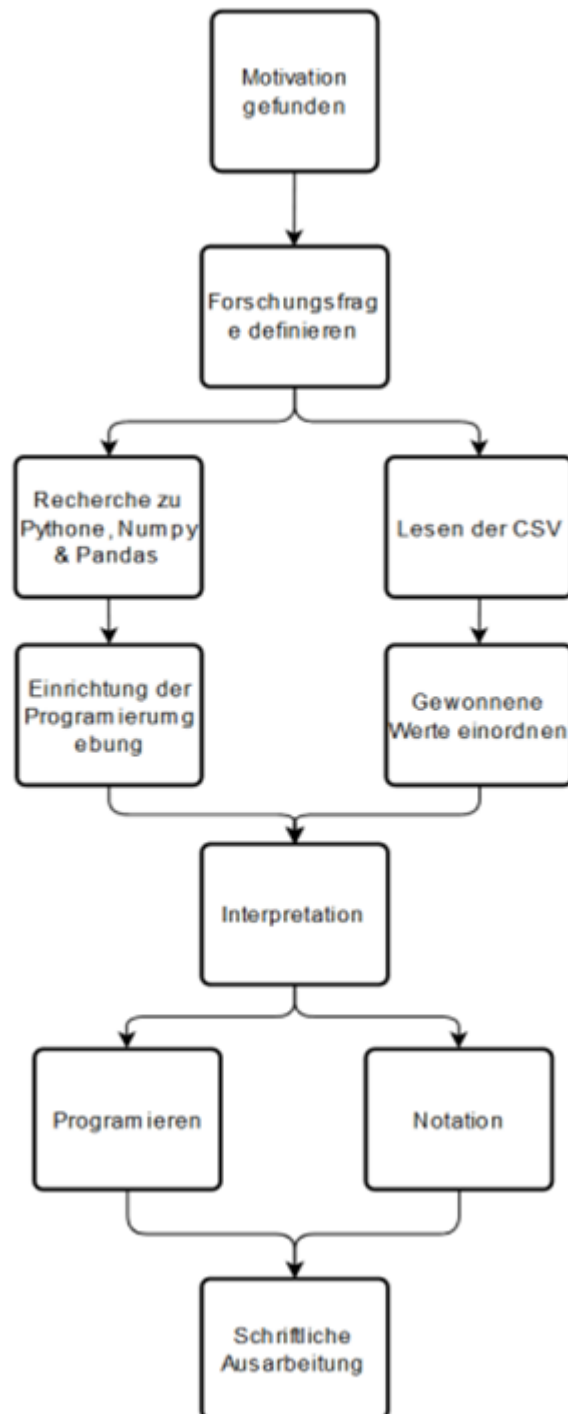 Motivation
gefunden
Forschungsfrag
e definieren
Recherche zu
Pythone, Numpy
& Pandas
Lesen der CSV
Einrichtung der
Programierumg
ebung
Gewonnene
Werte einordnen
Interpretation
Programieren
Notation
Schriftliche
Ausarbeitung